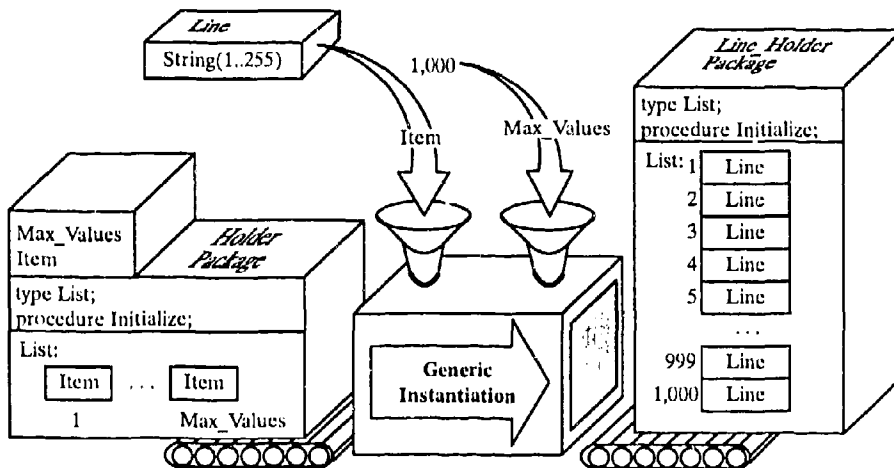 Line
String(1..255)
1,000
Item
Max_Values
Line_Holder
Package
type List;
procedure Initialize;
List:
1 Line
2 Line
3 Line
4 Line
5 Line
...
999 Line
1,000 Line
Max_Values
Item
Holder
Package
type List;
procedure Initialize;
List:
Item ... Item
1 Max_Values
Generic
Instantiation